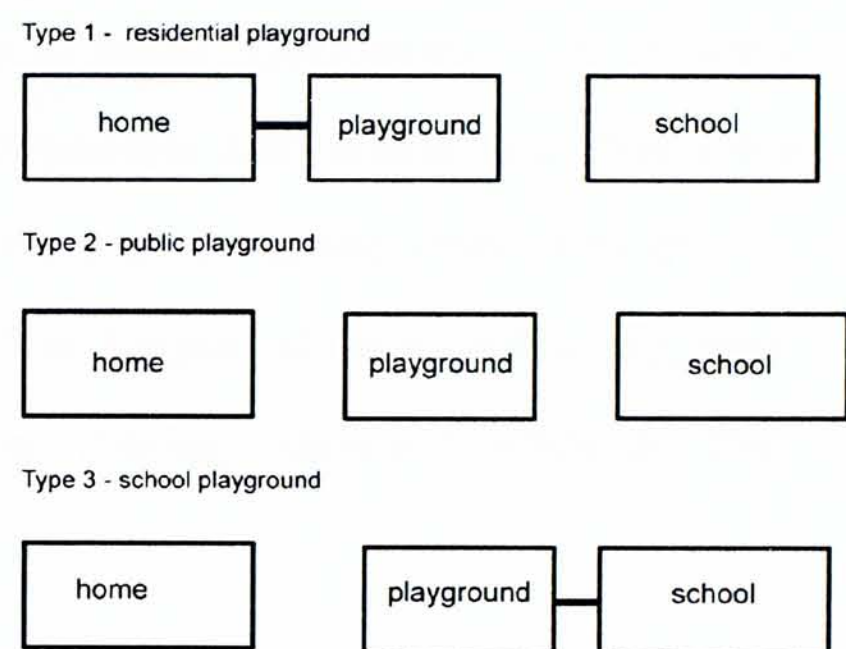 Type 1 - residential playground
home playground school
Type 2 - public playground
home playground school
Type 3 - school playground
home playground school